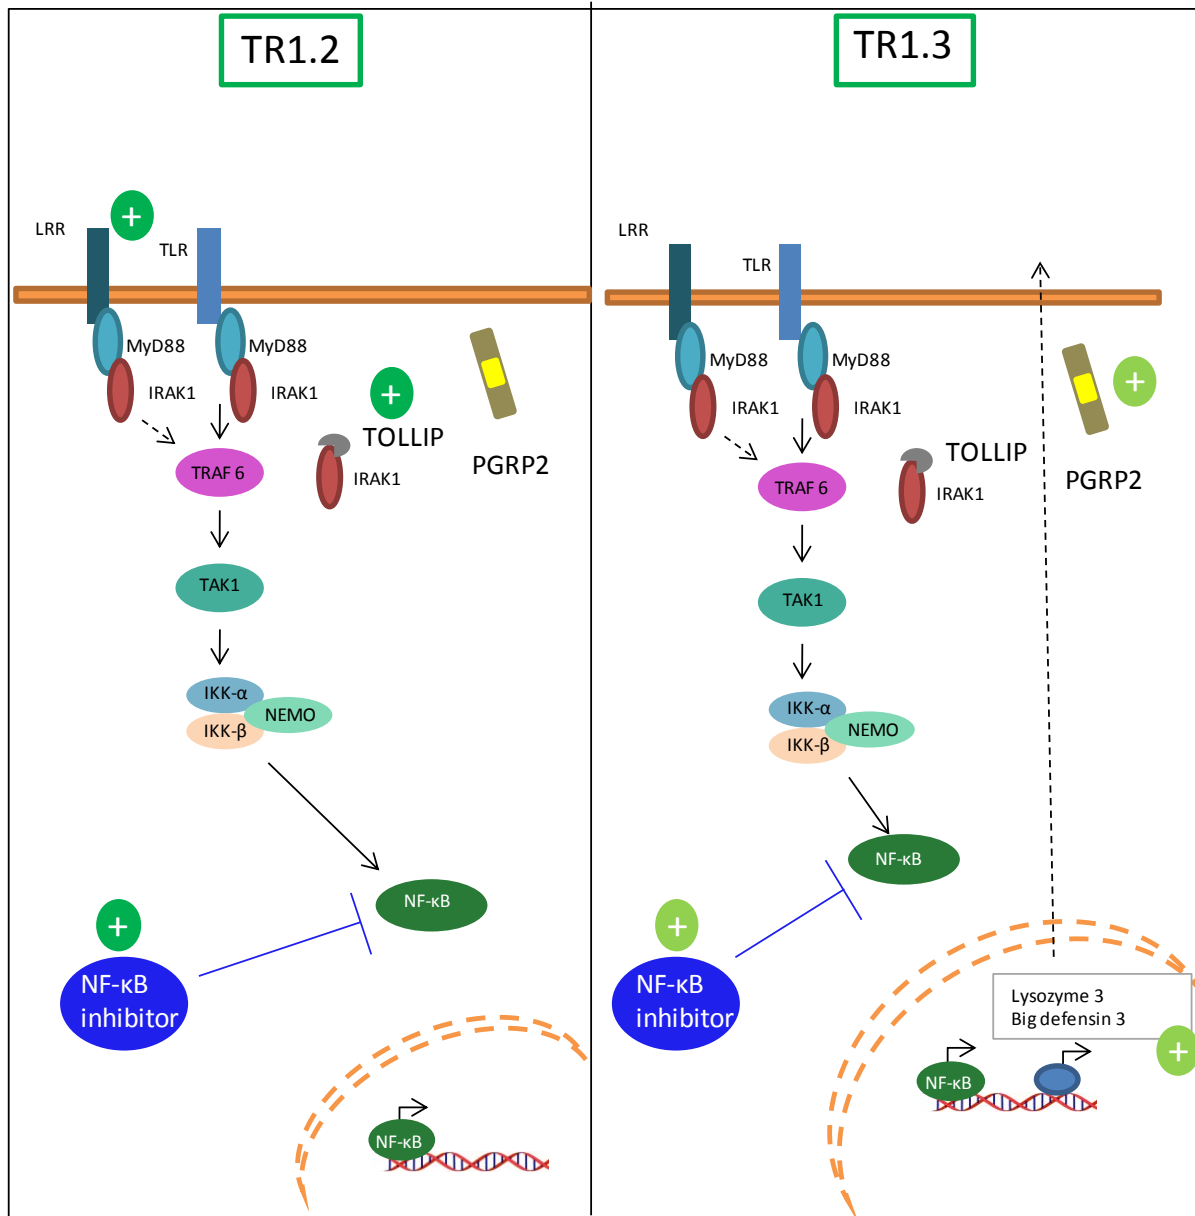 TR1.2
+
LRR
TLR
MyD88
MyD88
IRAK1
IRAK1
+
TOLLIP
IRAK1
PGRP2
TRAF 6
TAK1
IKK-α
NEMO
IKK-β
NF-κB
+
NF-κB
inhibitor
NF-κB
TR1.3
LRR
TLR
MyD88
MyD88
IRAK1
IRAK1
+
TOLLIP
IRAK1
PGRP2
TRAF 6
TAK1
IKK-α
NEMO
IKK-β
NF-κB
+
NF-κB
inhibitor
Lysozyme 3
Big defensin 3
+
NF-κB